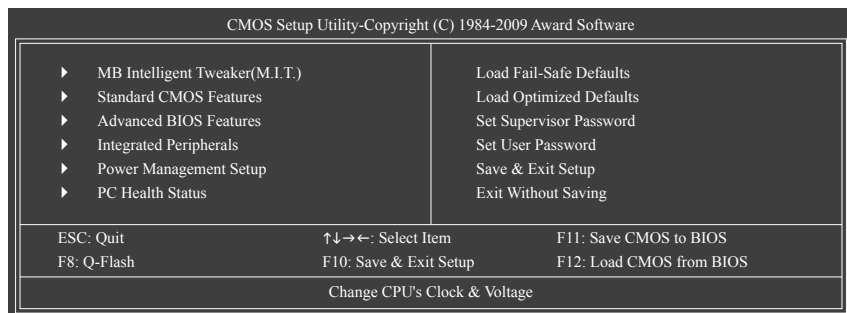 CMOS Setup Utility-Copyright (C) 1984-2009 Award Software
MB Intelligent Tweaker(M.I.T.)
Standard CMOS Features
Advanced BIOS Features
Integrated Peripherals
Power Management Setup
PC Health Status
Load Fail-Safe Defaults
Load Optimized Defaults
Set Supervisor Password
Set User Password
Save & Exit Setup
Exit Without Saving
ESC: Quit ↑↓→←: Select Item F11: Save CMOS to BIOS
F8: Q-Flash F10: Save & Exit Setup F12: Load CMOS from BIOS
Change CPU's Clock & Voltage